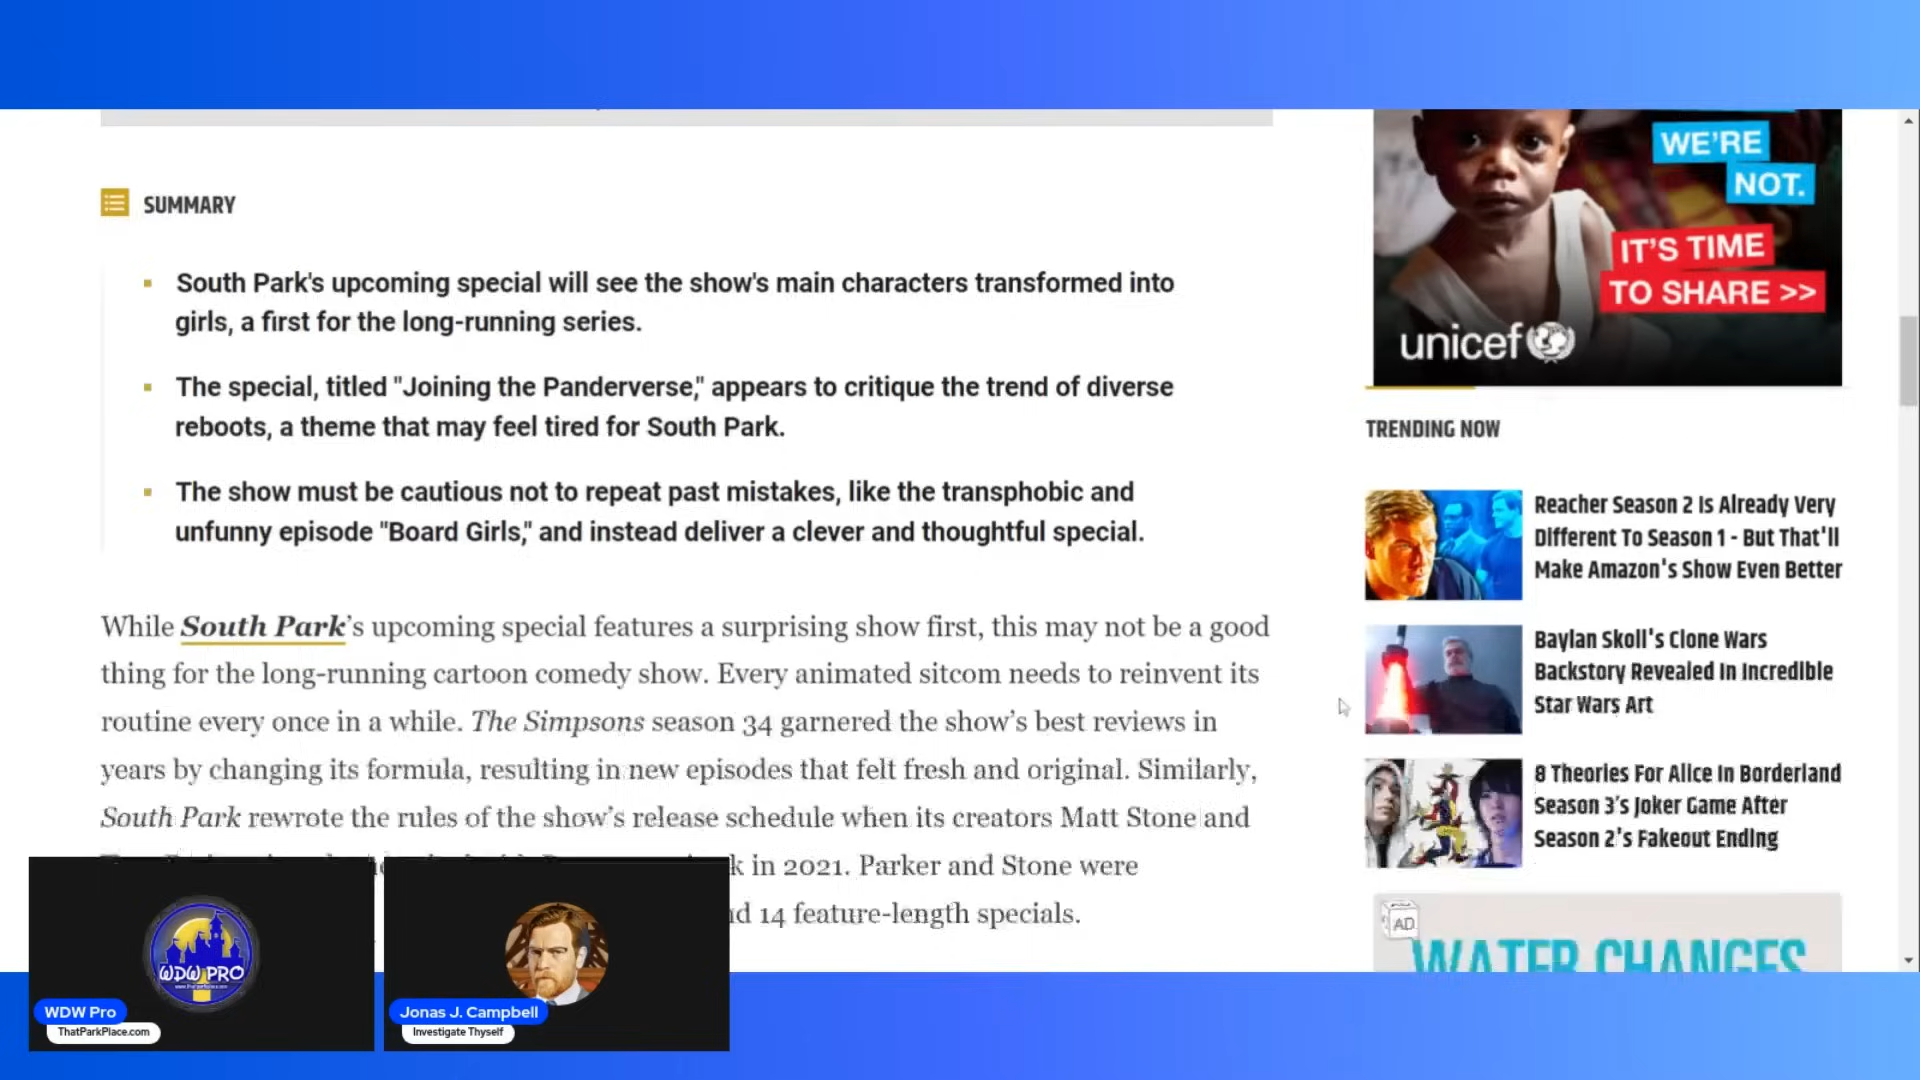 SUMMARY
South Park's upcoming special will see the show's main characters transformed into
girls, a first for the long-running series.
The special, titled "Joining the Panderverse," appears to critique the trend of diverse
reboots, a theme that may feel tired for South Park.
The show must be cautious not to repeat past mistakes, like the transphobic and
unfunny episode "Board Girls," and instead deliver a clever and thoughtful special.
While South Park's upcoming special features a surprising show first, this may not be a good
thing for the long-running cartoon comedy show. Every animated sitcom needs to reinvent its
routine every once in a while. The Simpsons season 34 garnered the show's best reviews in
years by changing its formula, resulting in new episodes that felt fresh and original. Similarly,
South Park rewrote the rules of the show's release schedule when its creators Matt Stone and
in 2021. Parker and Stone were
14 feature-length specials.
WE'RE
NOT.
IT'S TIME
TO SHARE >>
unicef
TRENDING NOW
Reacher Season 2 Is Already Very
Different To Season 1 - But That'll
Make Amazon's Show Even Better
Baylan Skoll's Clone Wars
Backstory Revealed In Incredible
Star Wars Art
8 Theories For Alice In Borderland
Season 3's Joker Game After
Season 2's Fakeout Ending
AD
WATER CHANGES
WDW PRO
WDW Pro
ThatParkPlace.com
Jonas J. Campbell
Investigate Thyself